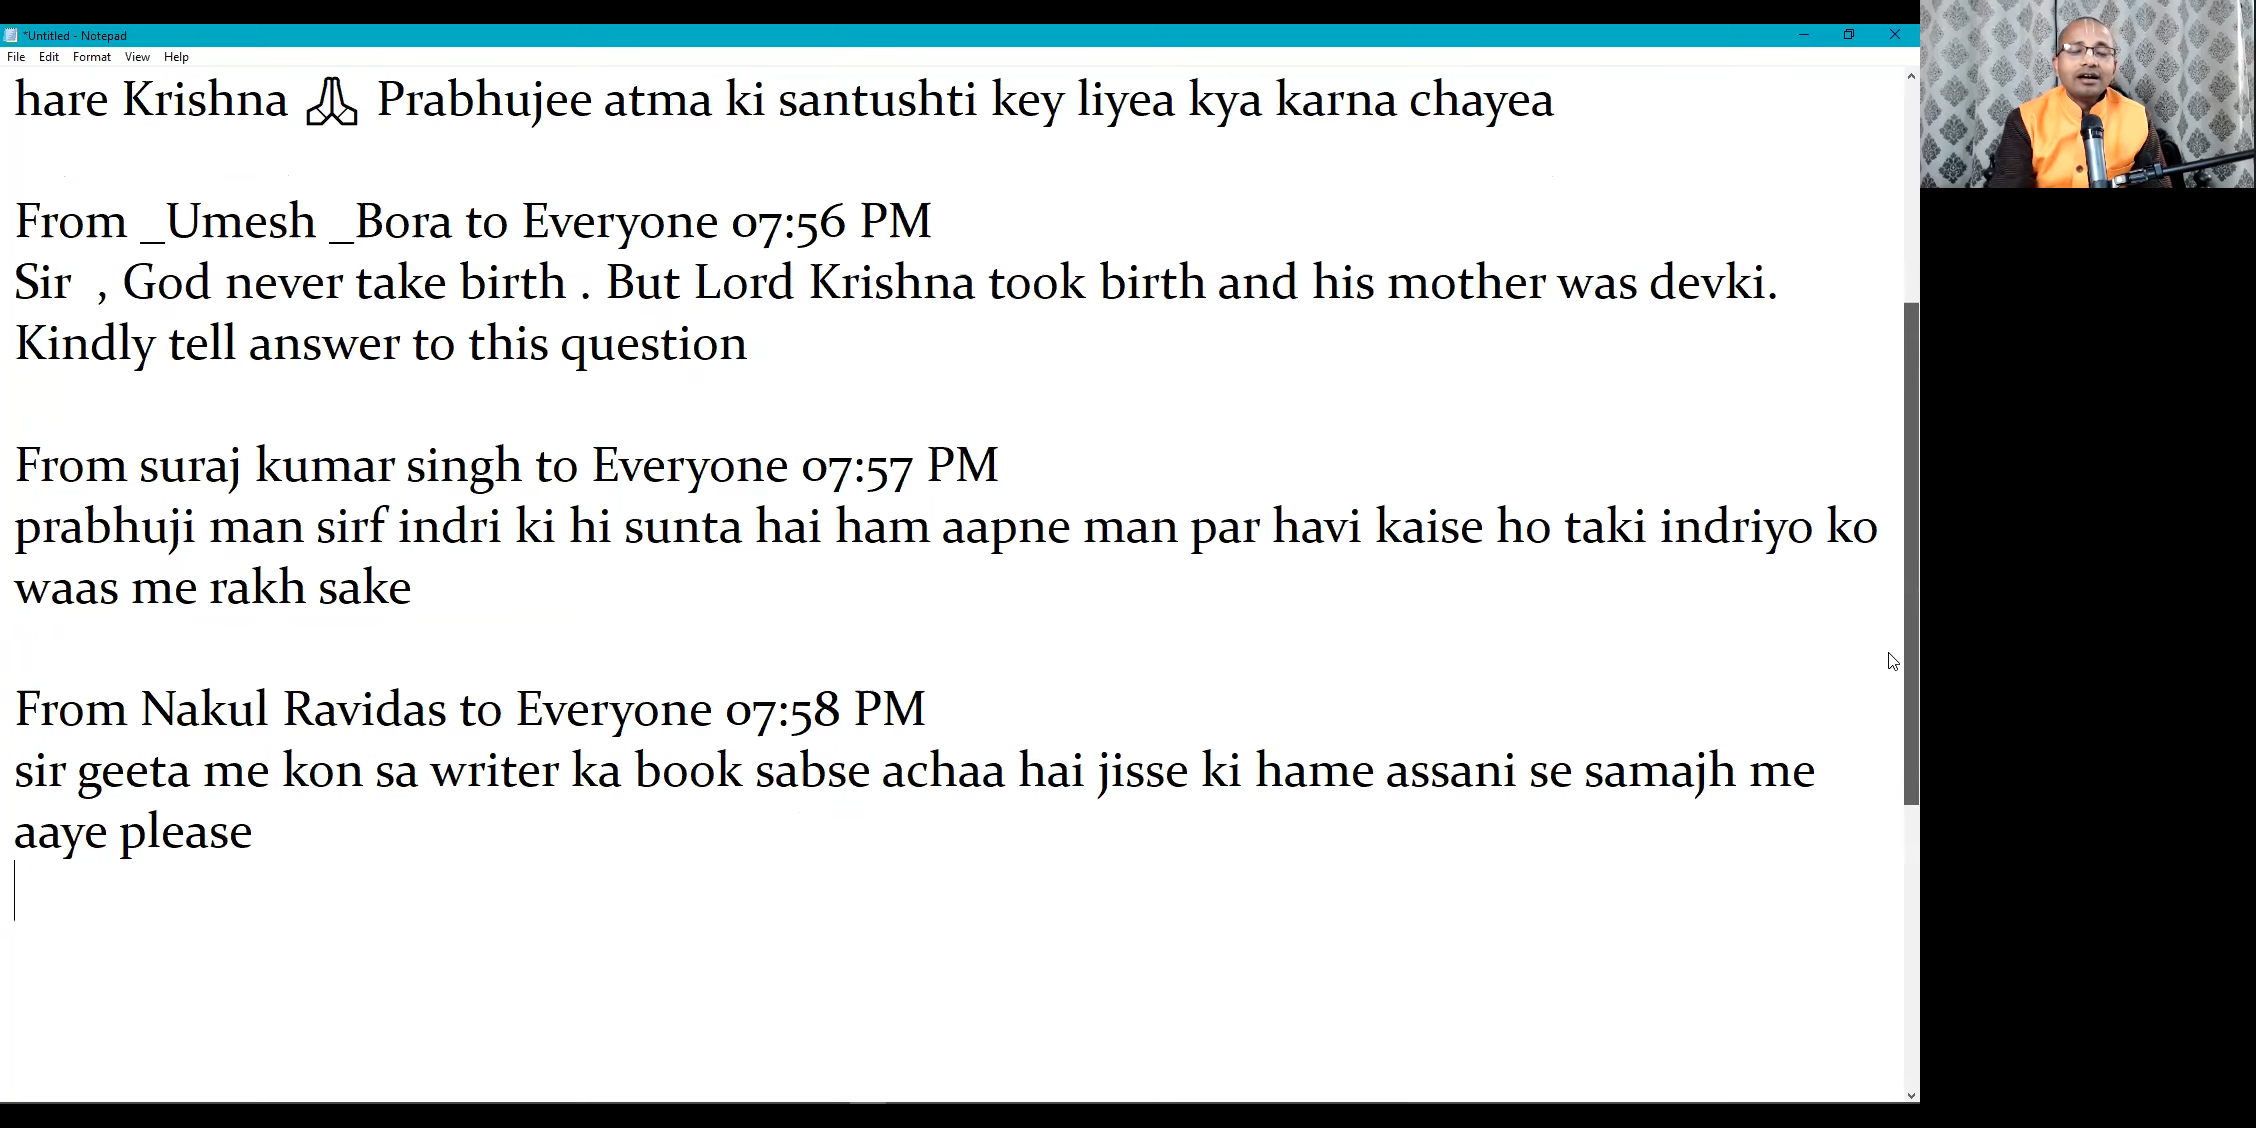 *Untitled - Notepad
File Edit Format View Help
hare Krishna 🙏 Prabhujee atma ki santushti key liyea kya karna chayea
From _Umesh _Bora to Everyone 07:56 PM
Sir  , God never take birth . But Lord Krishna took birth and his mother was devki.
Kindly tell answer to this question
From suraj kumar singh to Everyone 07:57 PM
prabhuji man sirf indri ki hi sunta hai ham aapne man par havi kaise ho taki indriyo ko
waas me rakh sake
From Nakul Ravidas to Everyone 07:58 PM
sir geeta me kon sa writer ka book sabse achaa hai jisse ki hame assani se samajh me
aaye please